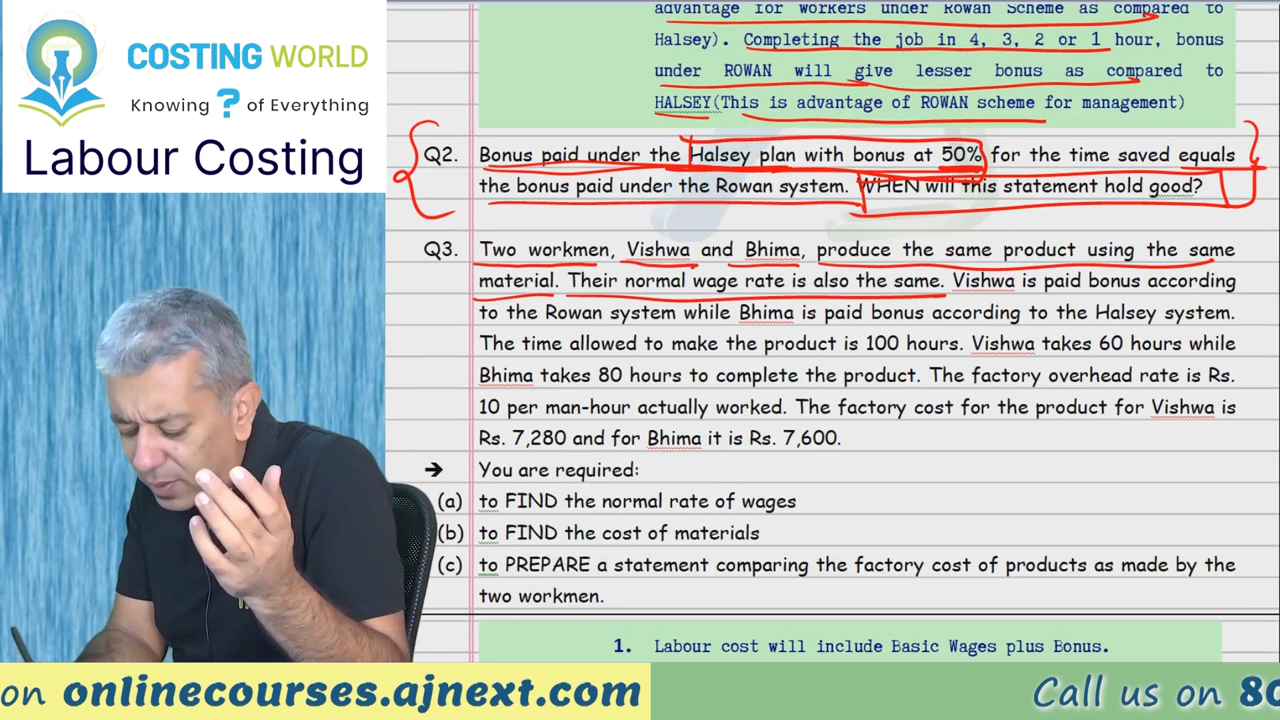 COSTING WORLD
Knowing ? of Everything
Labour Costing
advantage for workers under Rowan Scheme as compared to
Halsey). Completing the job in 4, 3, 2 or 1 hour, bonus
under ROWAN will give lesser bonus as compared to
HALSEY(This is advantage of ROWAN scheme for management)
Q2. Bonus paid under the Halsey plan with bonus at 50% for the time saved equals
the bonus paid under the Rowan system. WHEN will this statement hold good?
Q3. Two workmen, Vishwa and Bhima, produce the same product using the same
material. Their normal wage rate is also the same. Vishwa is paid bonus according
to the Rowan system while Bhima is paid bonus according to the Halsey system.
The time allowed to make the product is 100 hours. Vishwa takes 60 hours while
Bhima takes 80 hours to complete the product. The factory overhead rate is Rs.
10 per man-hour actually worked. The factory cost for the product for Vishwa is
Rs. 7,280 and for Bhima it is Rs. 7,600.
➔ You are required:
(a) to FIND the normal rate of wages
(b) to FIND the cost of materials
(c) to PREPARE a statement comparing the factory cost of products as made by the
two workmen.
1. Labour cost will include Basic Wages plus Bonus.
on onlinecourses.ajnext.com
Call us on 80